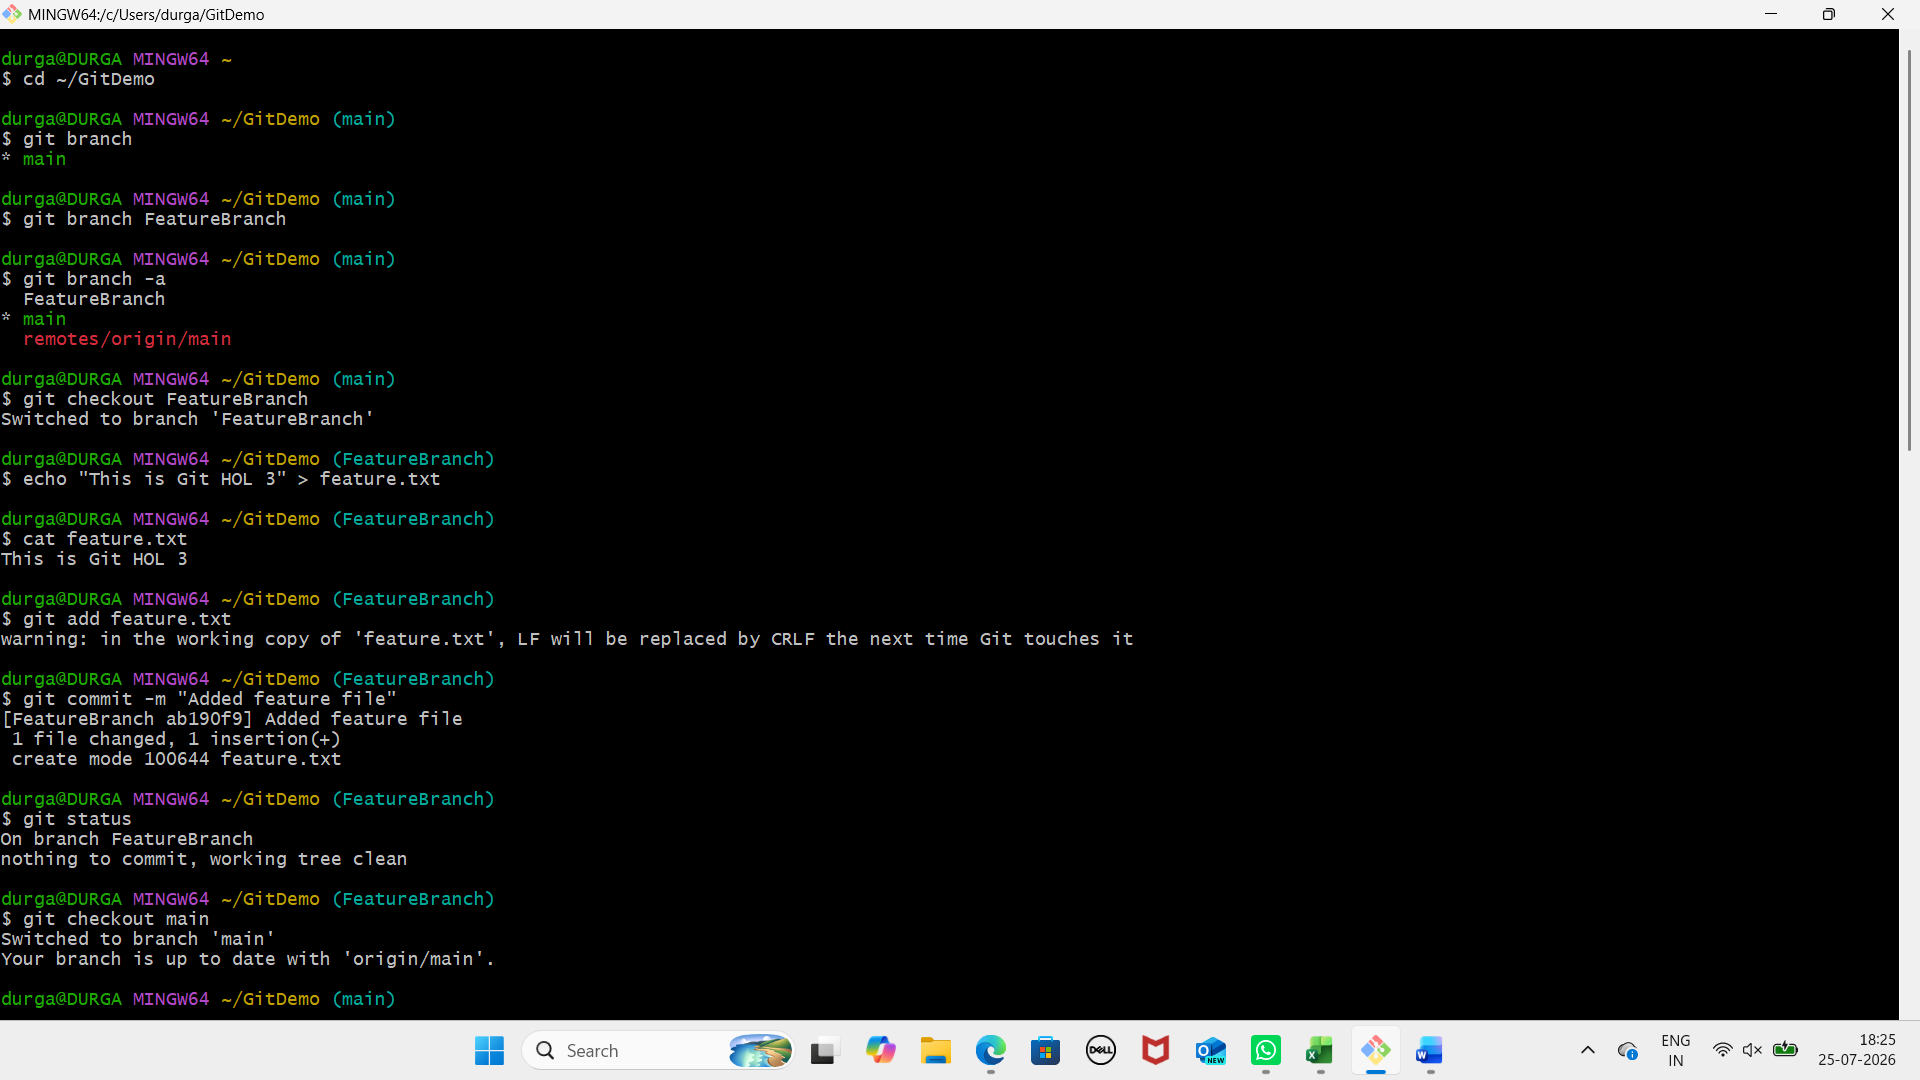 MINGW64:/c/Users/durga/GitDemo
durga@DURGA MINGW64 ~
$ cd ~/GitDemo
durga@DURGA MINGW64 ~/GitDemo (main)
$ git branch
* main
durga@DURGA MINGW64 ~/GitDemo (main)
$ git branch FeatureBranch
durga@DURGA MINGW64 ~/GitDemo (main)
$ git branch -a
FeatureBranch
* main
remotes/origin/main
durga@DURGA MINGW64 ~/GitDemo (main)
$ git checkout FeatureBranch
Switched to branch 'FeatureBranch'
durga@DURGA MINGW64 ~/GitDemo (FeatureBranch)
$ echo "This is Git HOL 3" > feature.txt
durga@DURGA MINGW64 ~/GitDemo (FeatureBranch)
$ cat feature.txt
This is Git HOL 3
durga@DURGA MINGW64 ~/GitDemo (FeatureBranch)
$ git add feature.txt
warning: in the working copy of 'feature.txt', LF will be replaced by CRLF the next time Git touches it
durga@DURGA MINGW64 ~/GitDemo (FeatureBranch)
$ git commit -m "Added feature file"
[FeatureBranch ab190f9] Added feature file
1 file changed, 1 insertion(+)
create mode 100644 feature.txt
durga@DURGA MINGW64 ~/GitDemo (FeatureBranch)
$ git status
On branch FeatureBranch
nothing to commit, working tree clean
durga@DURGA MINGW64 ~/GitDemo (FeatureBranch)
$ git checkout main
Switched to branch 'main'
Your branch is up to date with 'origin/main'.
durga@DURGA MINGW64 ~/GitDemo (main)
Search
DELL
NEW
ENG
IN
18:25
25-07-2026